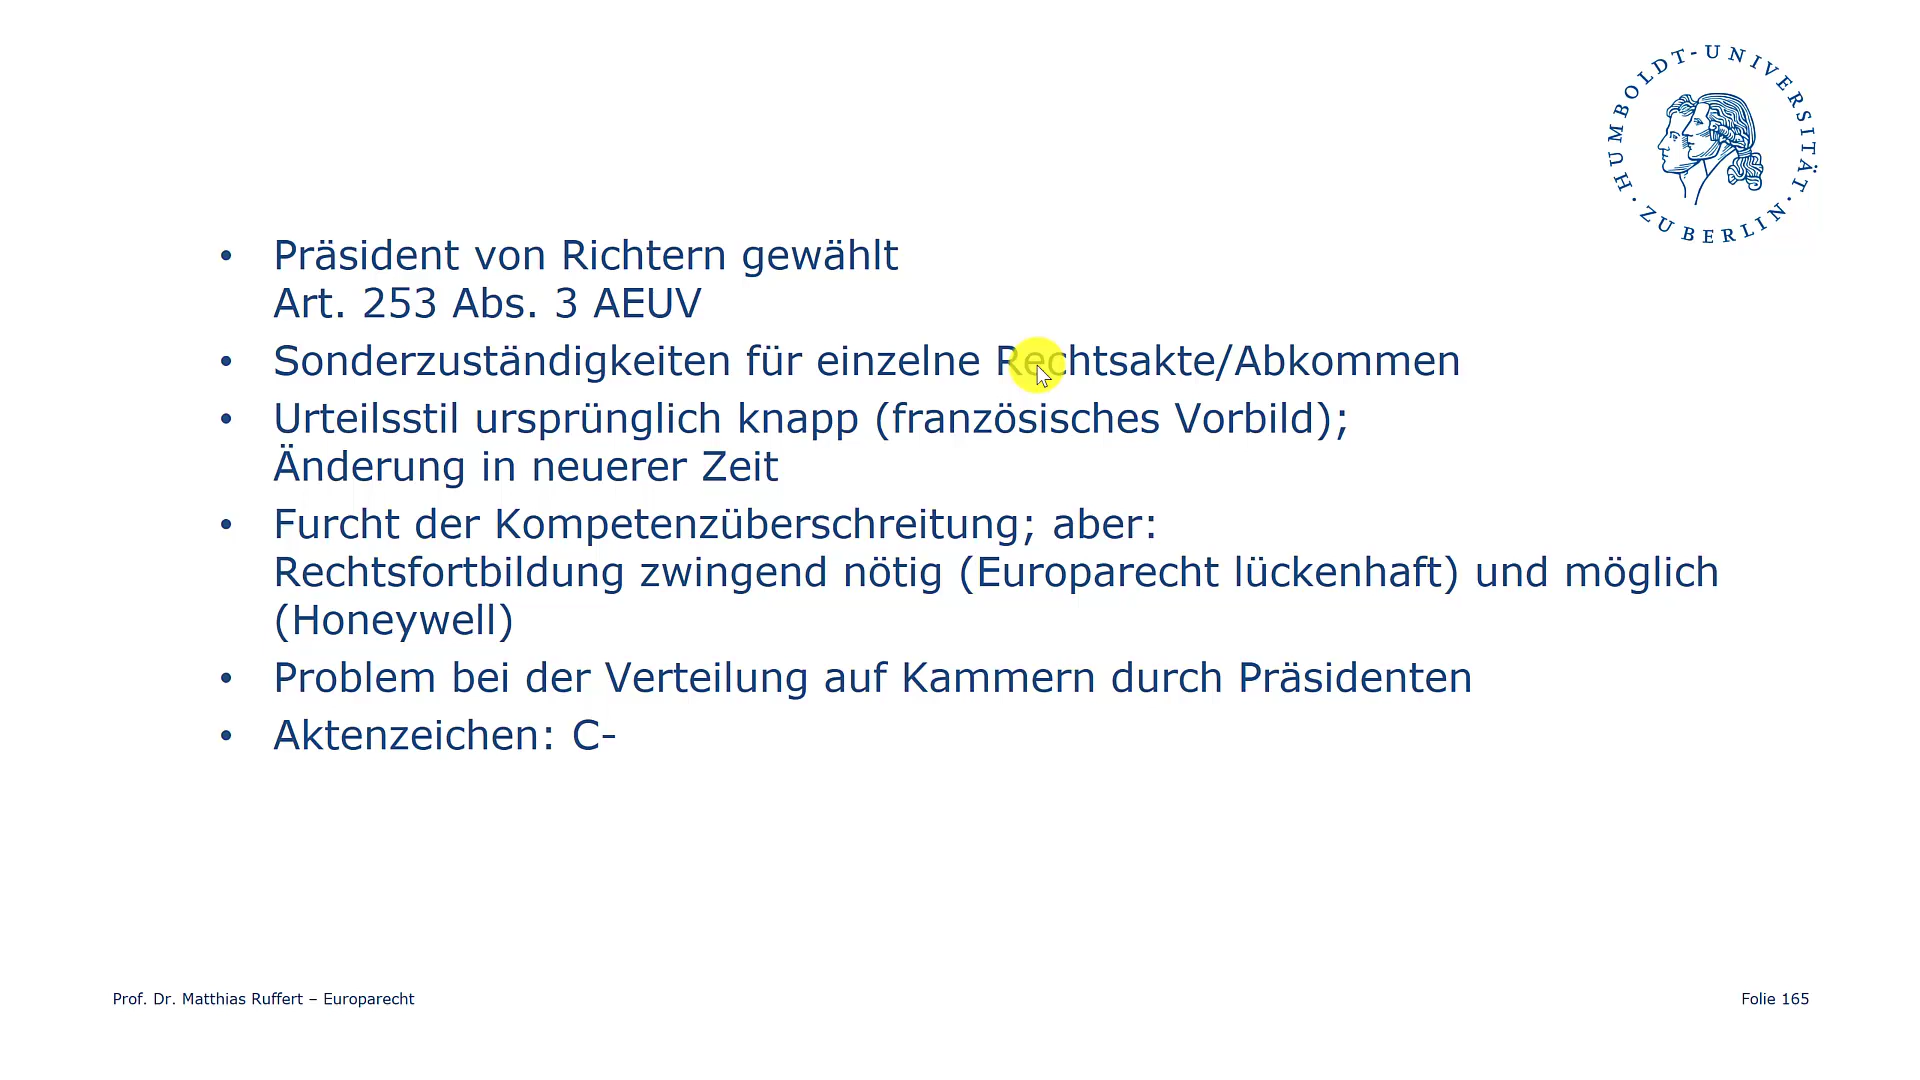 HUMBOLDT-UNIVERSITÄT · ZU BERLIN ·
• Präsident von Richtern gewählt
Art. 253 Abs. 3 AEUV
• Sonderzuständigkeiten für einzelne Rechtsakte/Abkommen
• Urteilsstil ursprünglich knapp (französisches Vorbild);
Änderung in neuerer Zeit
• Furcht der Kompetenzüberschreitung; aber:
Rechtsfortbildung zwingend nötig (Europarecht lückenhaft) und möglich
(Honeywell)
• Problem bei der Verteilung auf Kammern durch Präsidenten
• Aktenzeichen: C-
Prof. Dr. Matthias Ruffert – Europarecht
Folie 165